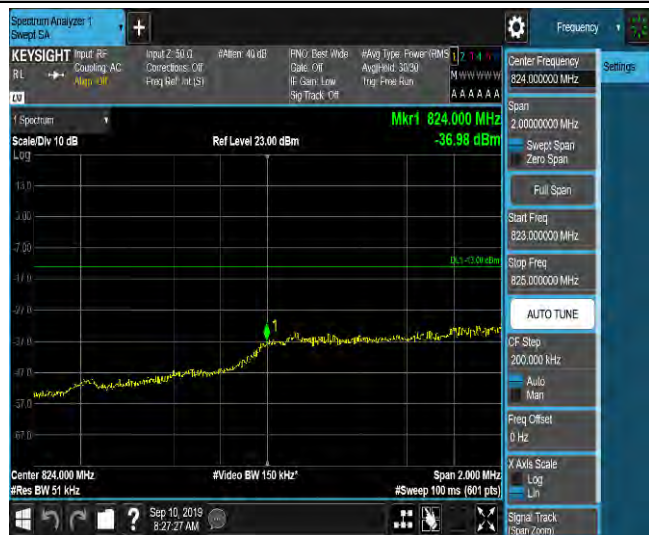 Spectrum Analyzer 1
Swept SA
+
Frequency
KEYSIGHT
RL
Input: RF
Coupling: AC
Align: Off
Input Z: 50 Ω
Corrections: Off
Freq Ref: Int (S)
#Atten: 40 dB
PNO: Best Wide
Gate: Off
IF Gain: Low
Sig Track: Off
#Avg Type: Power (RMS
Avg|Hold: 30/30
Trig: Free Run
M W W W W W
A A A A A A
Center Frequency
824.000000 MHz
Settings
Span
2.00000000 MHz
Swept Span
Zero Span
Full Span
Start Freq
823.000000 MHz
Stop Freq
825.000000 MHz
AUTO TUNE
CF Step
200.000 kHz
Auto
Man
Freq Offset
0 Hz
X Axis Scale
Log
Lin
Signal Track
(Span Zoom)
1 Spectrum
Scale/Div 10 dB
Ref Level 23.00 dBm
Mkr1 824.000 MHz
-36.98 dBm
Log
13.0
3.00
-7.00
DL1 -13.00 dBm
-17.0
-27.0
1
-37.0
-47.0
-57.0
-67.0
Center 824.000 MHz
#Video BW 150 kHz*
Span 2.000 MHz
#Res BW 51 kHz
#Sweep 100 ms (601 pts)
?
Sep 10, 2019
8:27:27 AM